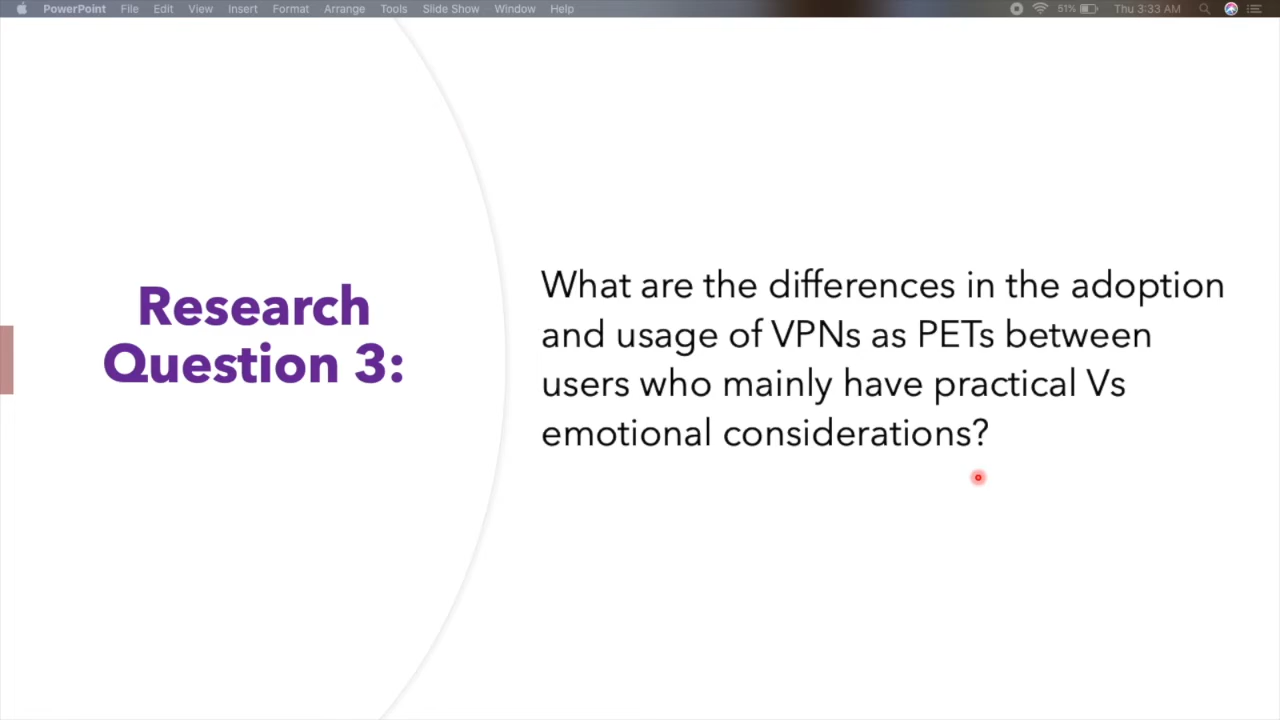 PowerPoint File Edit View Insert Format Arrange Tools Slide Show Window Help 51% Thu 3:33 AM
Research
Question 3:
What are the differences in the adoption
and usage of VPNs as PETs between
users who mainly have practical Vs
emotional considerations?